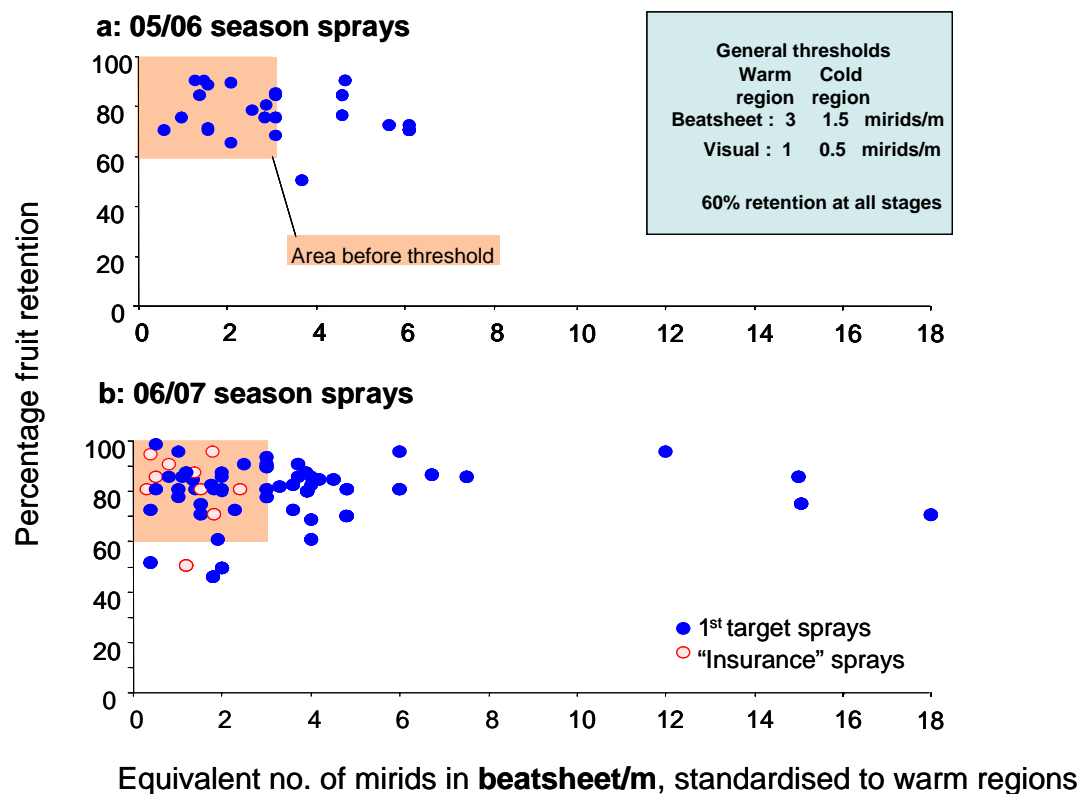 a: 05/06 season sprays
100
80
60
40
20
0
0 2 4 6 8 10 12 14 16 18
Area before threshold
General thresholds
Warm Cold
region region
Beatsheet : 3 1.5 mirids/m
Visual : 1 0.5 mirids/m
60% retention at all stages
Percentage fruit retention
b: 06/07 season sprays
100
80
60
40
20
0
0 2 4 6 8 10 12 14 16 18
1st target sprays
“Insurance” sprays
Equivalent no. of mirids in beatsheet/m, standardised to warm regions